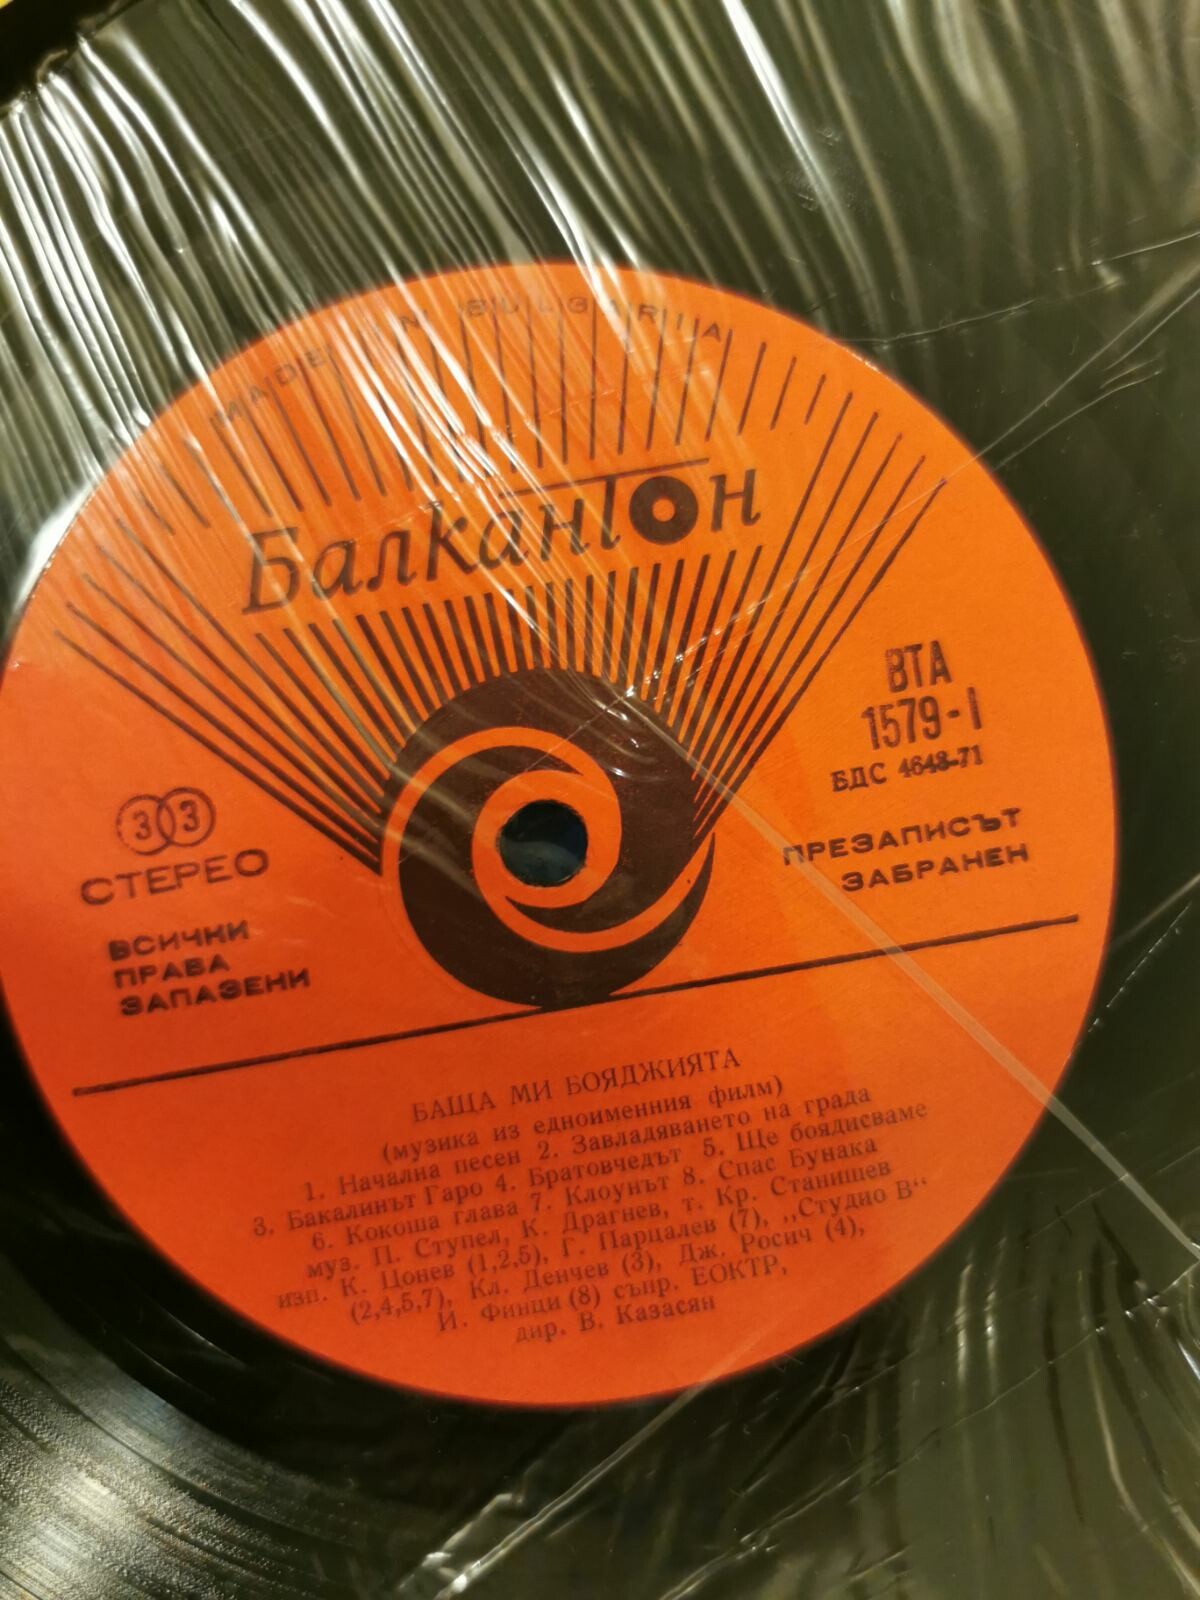 MADE IN BULGARIA
Балкантон
ВТА
1579-I
БДС 4648-71
33
СТЕРЕО
ПРЕЗАПИСЪТ
ЗАБРАНЕН
ВСИЧКИ
ПРАВА
ЗАПАЗЕНИ
БАЩА МИ БОЯДЖИЯТА
(музика из едноименния филм)
1. Начална песен 2. Завладяването на града
3. Бакалинът Гаро 4. Братовчедът 5. Ще боядисваме
6. Кокоша глава 7. Клоунът 8. Спас Бунака
муз. П. Ступел, К. Драгнев, т. Кр. Станишев
изп. К. Цонев (1,2,5), Г. Парцалев (7), „Студио В“
(2,4,5,7), Кл. Денчев (3), Дж. Росич (4),
И. Финци (8) съпр. ЕОКТР,
дир. В. Казасян